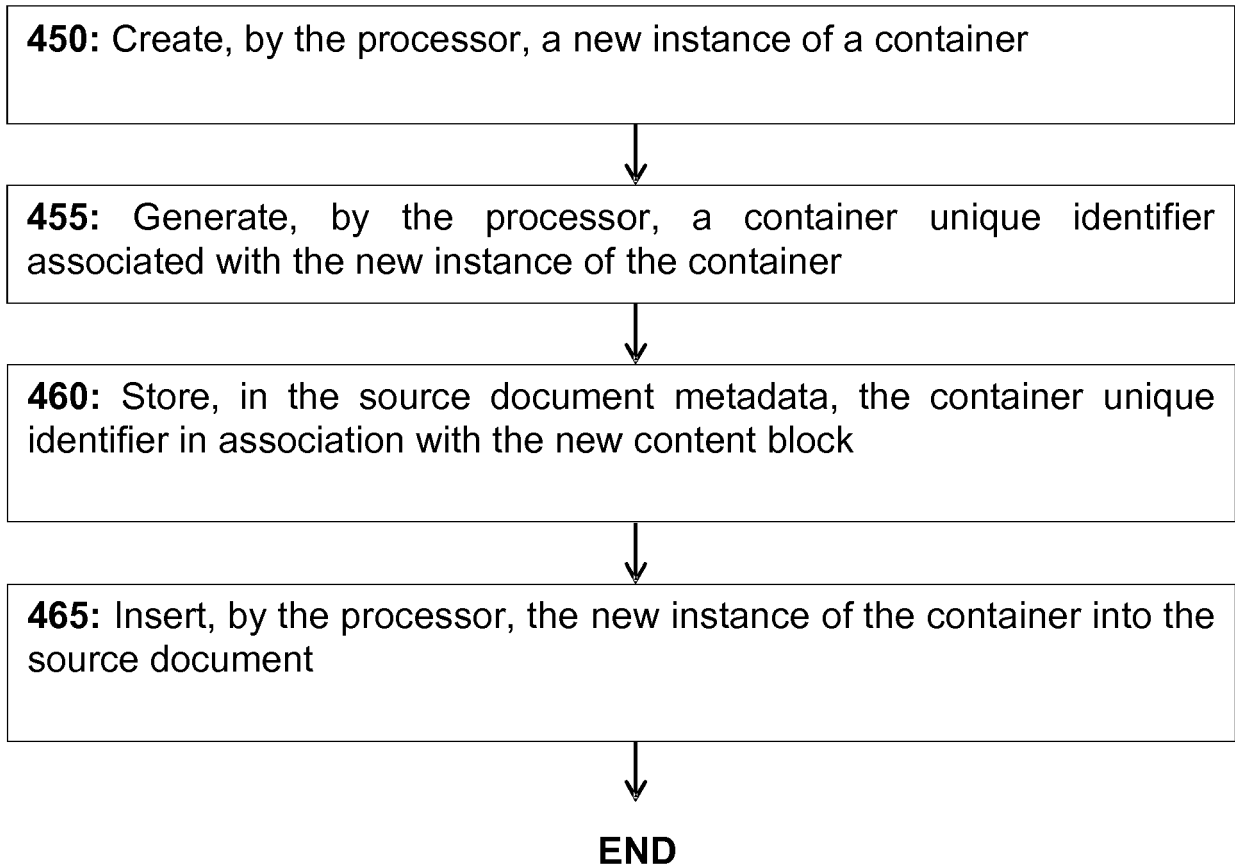 450: Create, by the processor, a new instance of a container
455: Generate, by the processor, a container unique identifier
associated with the new instance of the container
460: Store, in the source document metadata, the container unique
identifier in association with the new content block
465: Insert, by the processor, the new instance of the container into the
source document
END